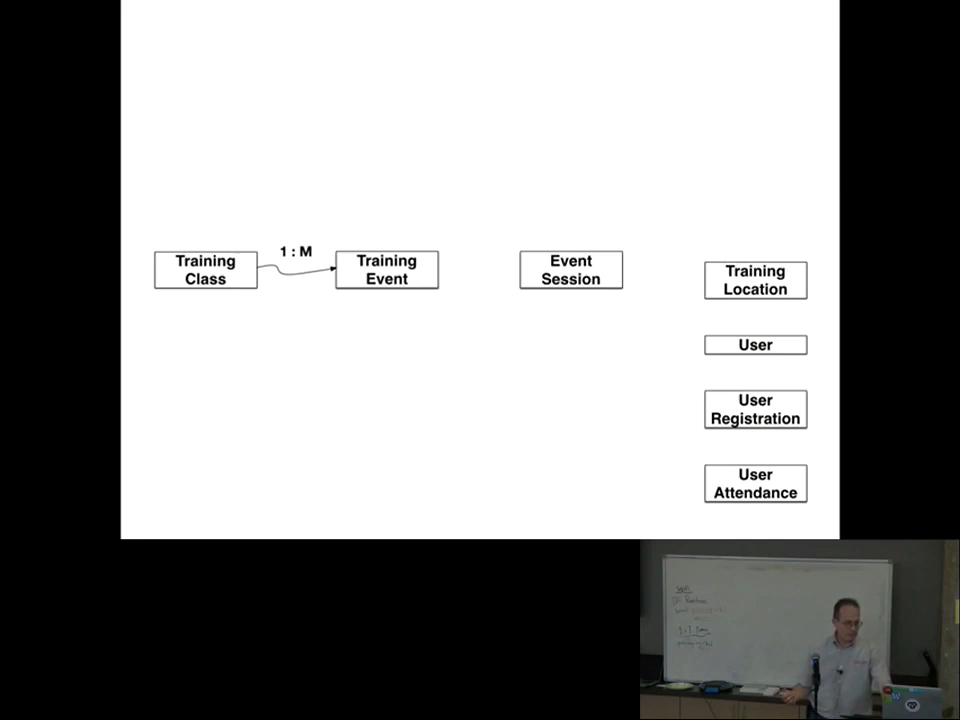 1 : M
Training
Class
Training
Event
Event
Session
Training
Location
User
User
Registration
User
Attendance